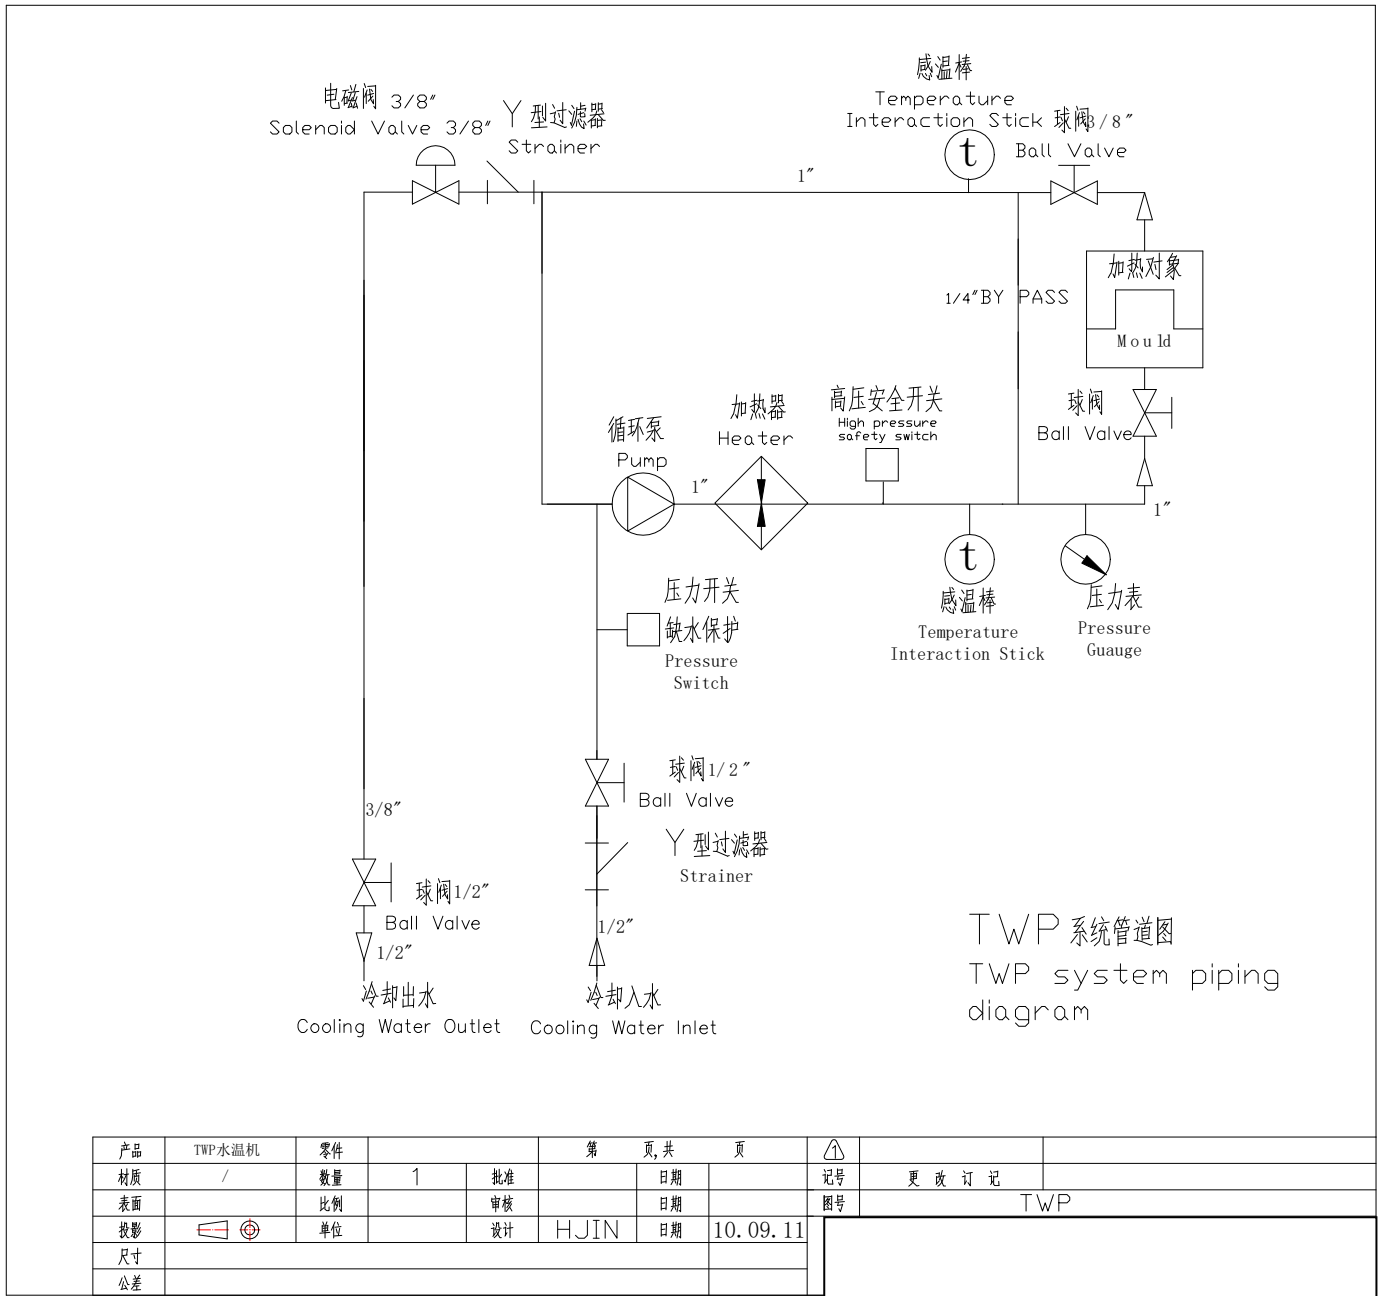 感温棒
Temperature
Interaction Stick
球阀3/8″
Ball Valve
电磁阀 3/8″
Solenoid Valve 3/8″
Y 型过滤器
Strainer
t
1″
加热对象
Mould
1/4″BY PASS
球阀
Ball Valve
高压安全开关
High pressure
safety switch
加热器
Heater
循环泵
Pump
1″
1″
t
感温棒
Temperature
Interaction Stick
压力表
Pressure
Guauge
压力开关
缺水保护
Pressure
Switch
球阀1/2″
Ball Valve
3/8″
Y 型过滤器
Strainer
球阀1/2″
Ball Valve
1/2″
1/2″
冷却出水
Cooling Water Outlet
冷却入水
Cooling Water Inlet
TWP 系统管道图
TWP system piping
diagram
产品 TWP水温机 零件 第 页,共 页 1
材质 / 数量 1 批准 日期 记号 更改订记
表面 比例 审核 日期 图号 TWP
投影 单位 设计 HJIN 日期 10.09.11
尺寸
公差